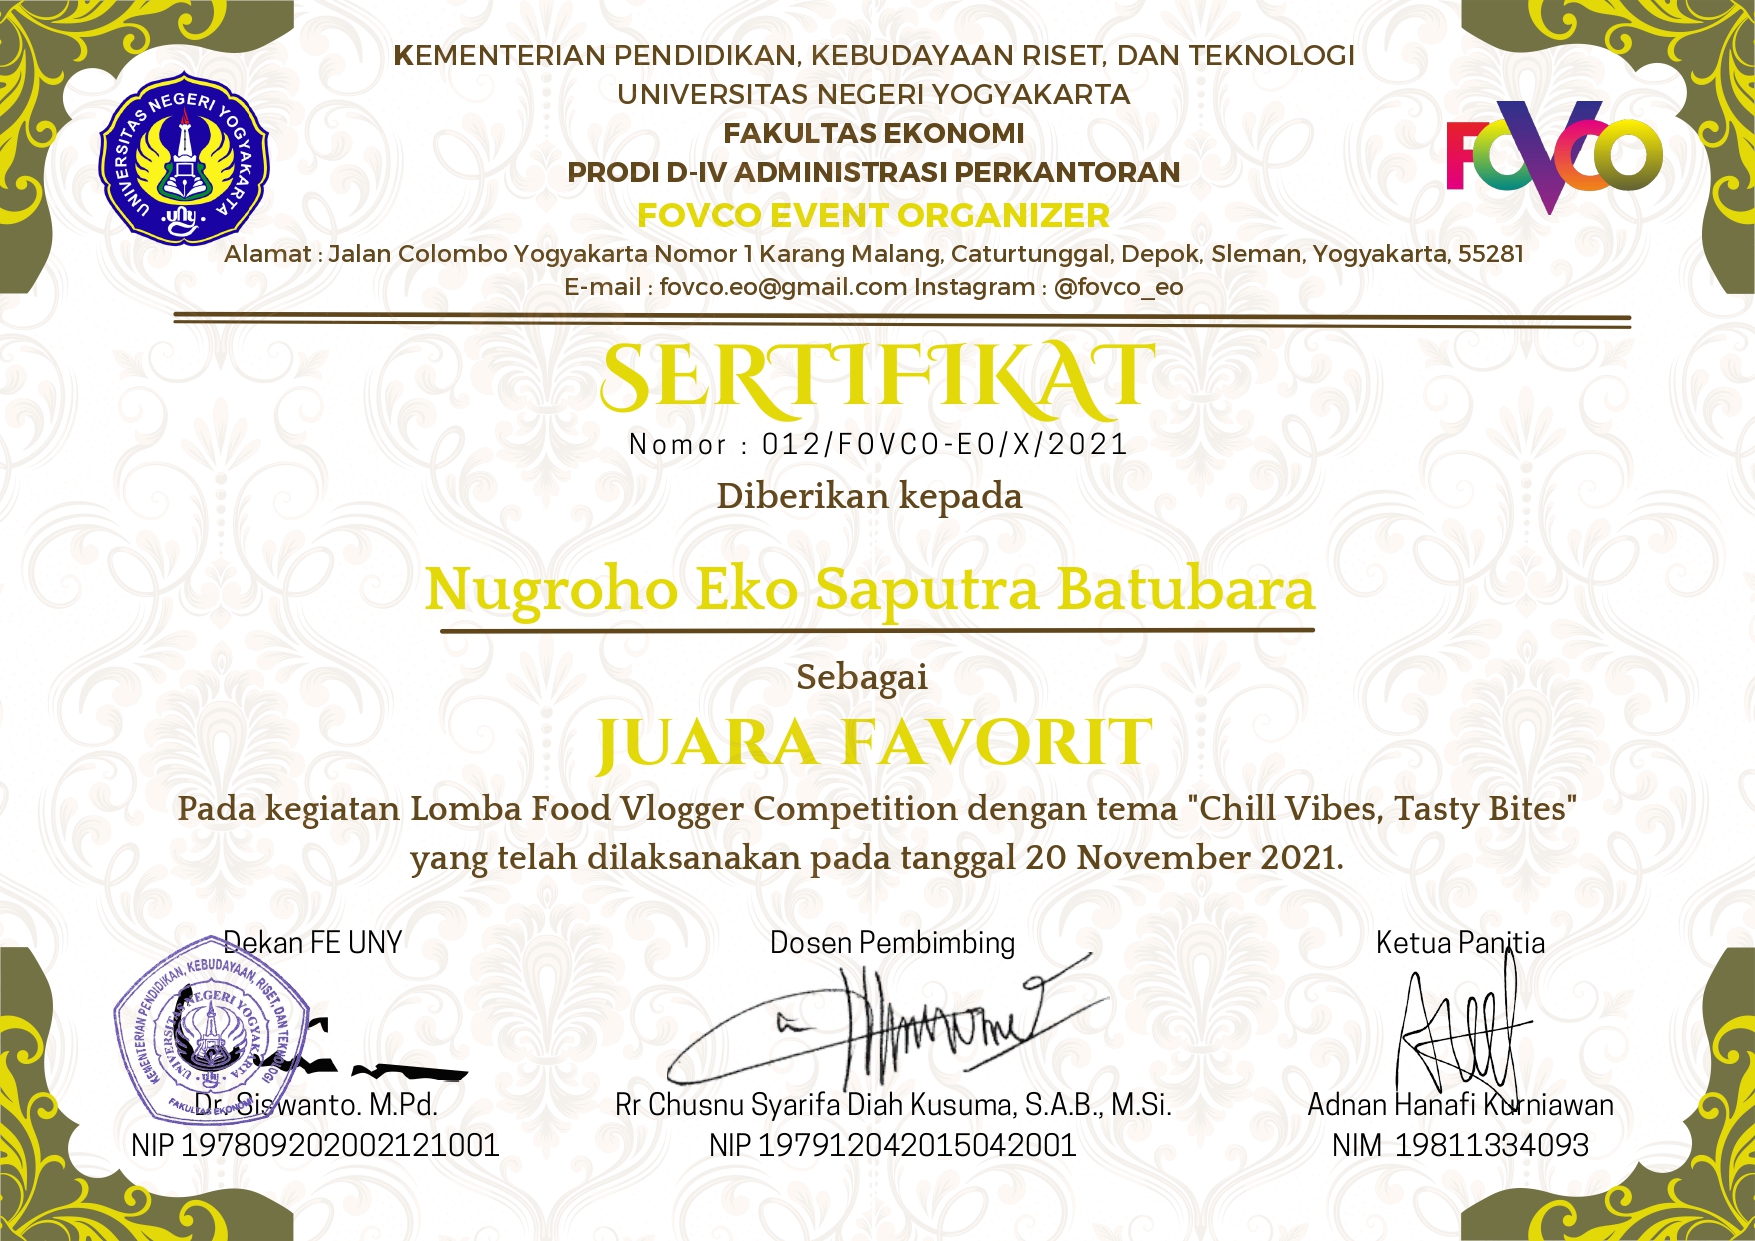 KEMENTERIAN PENDIDIKAN, KEBUDAYAAN RISET, DAN TEKNOLOGI
UNIVERSITAS NEGERI YOGYAKARTA
FAKULTAS EKONOMI
PRODI D-IV ADMINISTRASI PERKANTORAN
FOVCO EVENT ORGANIZER
Alamat : Jalan Colombo Yogyakarta Nomor 1 Karang Malang, Caturtunggal, Depok, Sleman, Yogyakarta, 55281
E-mail : fovco.eo@gmail.com Instagram : @fovco_eo
UNIVERSITAS NEGERI YOGYAKARTA
uny
FOVCO
SERTIFIKAT
Nomor : 012/FOVCO-EO/X/2021
Diberikan kepada
Nugroho Eko Saputra Batubara
Sebagai
JUARA FAVORIT
Pada kegiatan Lomba Food Vlogger Competition dengan tema "Chill Vibes, Tasty Bites"
yang telah dilaksanakan pada tanggal 20 November 2021.
Dekan FE UNY
KEMENTERIAN PENDIDIKAN, KEBUDAYAAN, RISET, DAN TEKNOLOGI
UNIVERSITAS NEGERI YOGYAKARTA
FAKULTAS EKONOMI
Dr. Siswanto. M.Pd.
NIP 197809202002121001
Dosen Pembimbing
Rr Chusnu Syarifa Diah Kusuma, S.A.B., M.Si.
NIP 197912042015042001
Ketua Panitia
Adnan Hanafi Kurniawan
NIM 19811334093